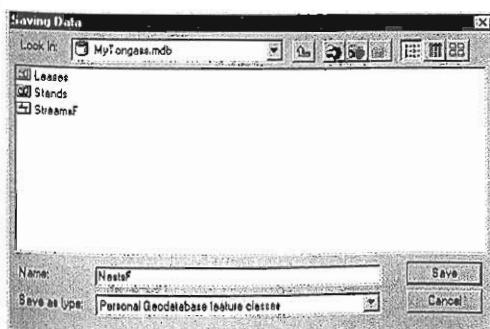 Saving Data
Look in: MyTongass.mdb
Leases
Stands
StreamsF
Name: NestsF
Save
Save as type: Personal Geodatabase feature classes
Cancel